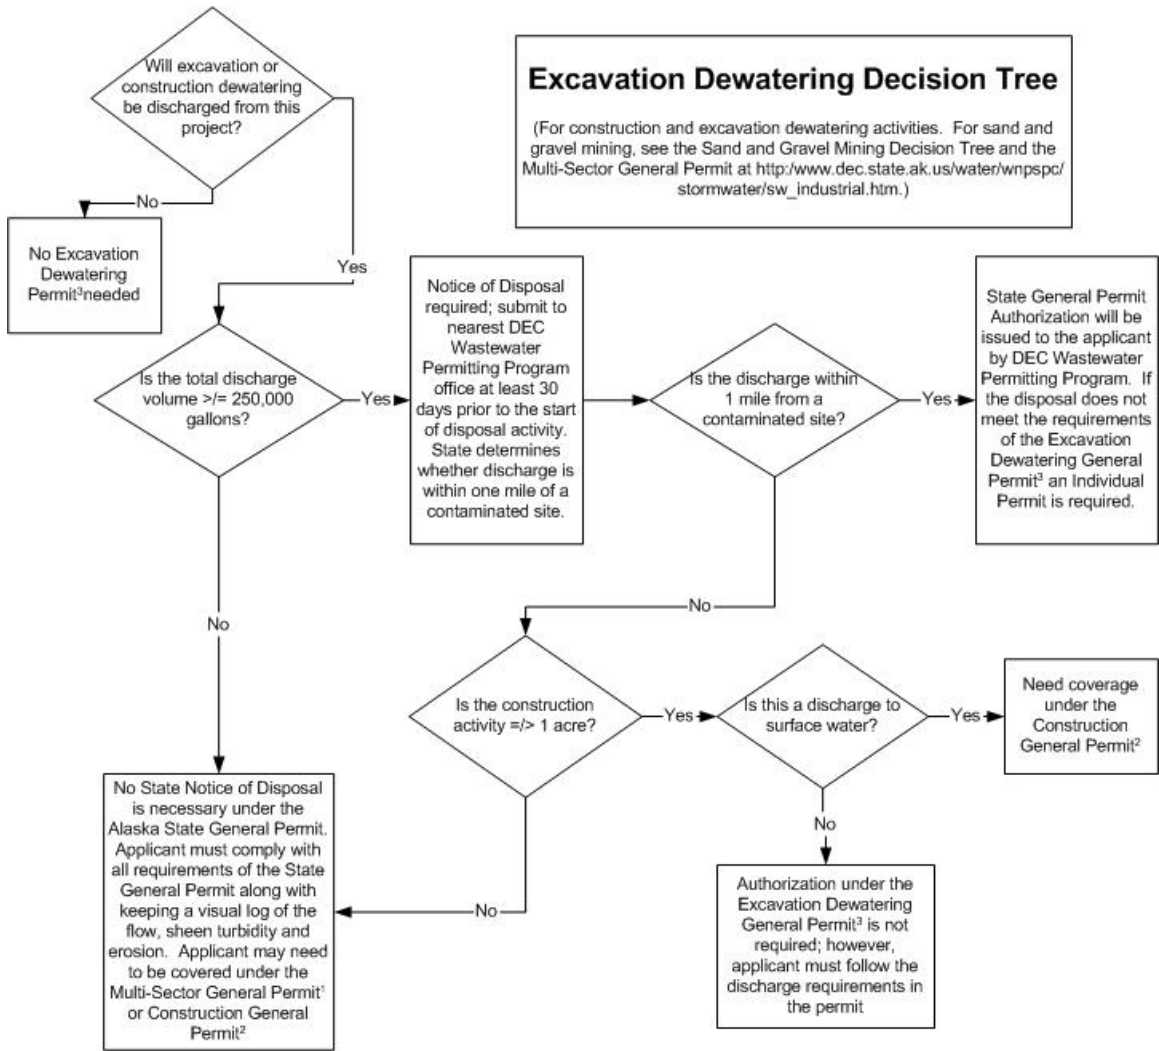 Will excavation or
construction dewatering
be discharged from this
project?
Excavation Dewatering Decision Tree
(For construction and excavation dewatering activities. For sand and
gravel mining, see the Sand and Gravel Mining Decision Tree and the
Multi-Sector General Permit at http:/www.dec.state.ak.us/water/wnpspc/
stormwater/sw_industrial.htm.)
No
Yes
No Excavation
Dewatering
Permit³needed
Is the total discharge
volume >/= 250,000
gallons?
Yes
Notice of Disposal
required; submit to
nearest DEC
Wastewater
Permitting Program
office at least 30
days prior to the start
of disposal activity.
State determines
whether discharge is
within one mile of a
contaminated site.
Is the discharge within
1 mile from a
contaminated site?
Yes
State General Permit
Authorization will be
issued to the applicant
by DEC Wastewater
Permitting Program. If
the disposal does not
meet the requirements
of the Excavation
Dewatering General
Permit³ an Individual
Permit is required.
No
No
Is the construction
activity =/> 1 acre?
Yes
Is this a discharge to
surface water?
Yes
Need coverage
under the
Construction
General Permit²
No State Notice of Disposal
is necessary under the
Alaska State General Permit.
Applicant must comply with
all requirements of the State
General Permit along with
keeping a visual log of the
flow, sheen turbidity and
erosion. Applicant may need
to be covered under the
Multi-Sector General Permit¹
or Construction General
Permit²
No
No
Authorization under the
Excavation Dewatering
General Permit³ is not
required; however,
applicant must follow the
discharge requirements in
the permit